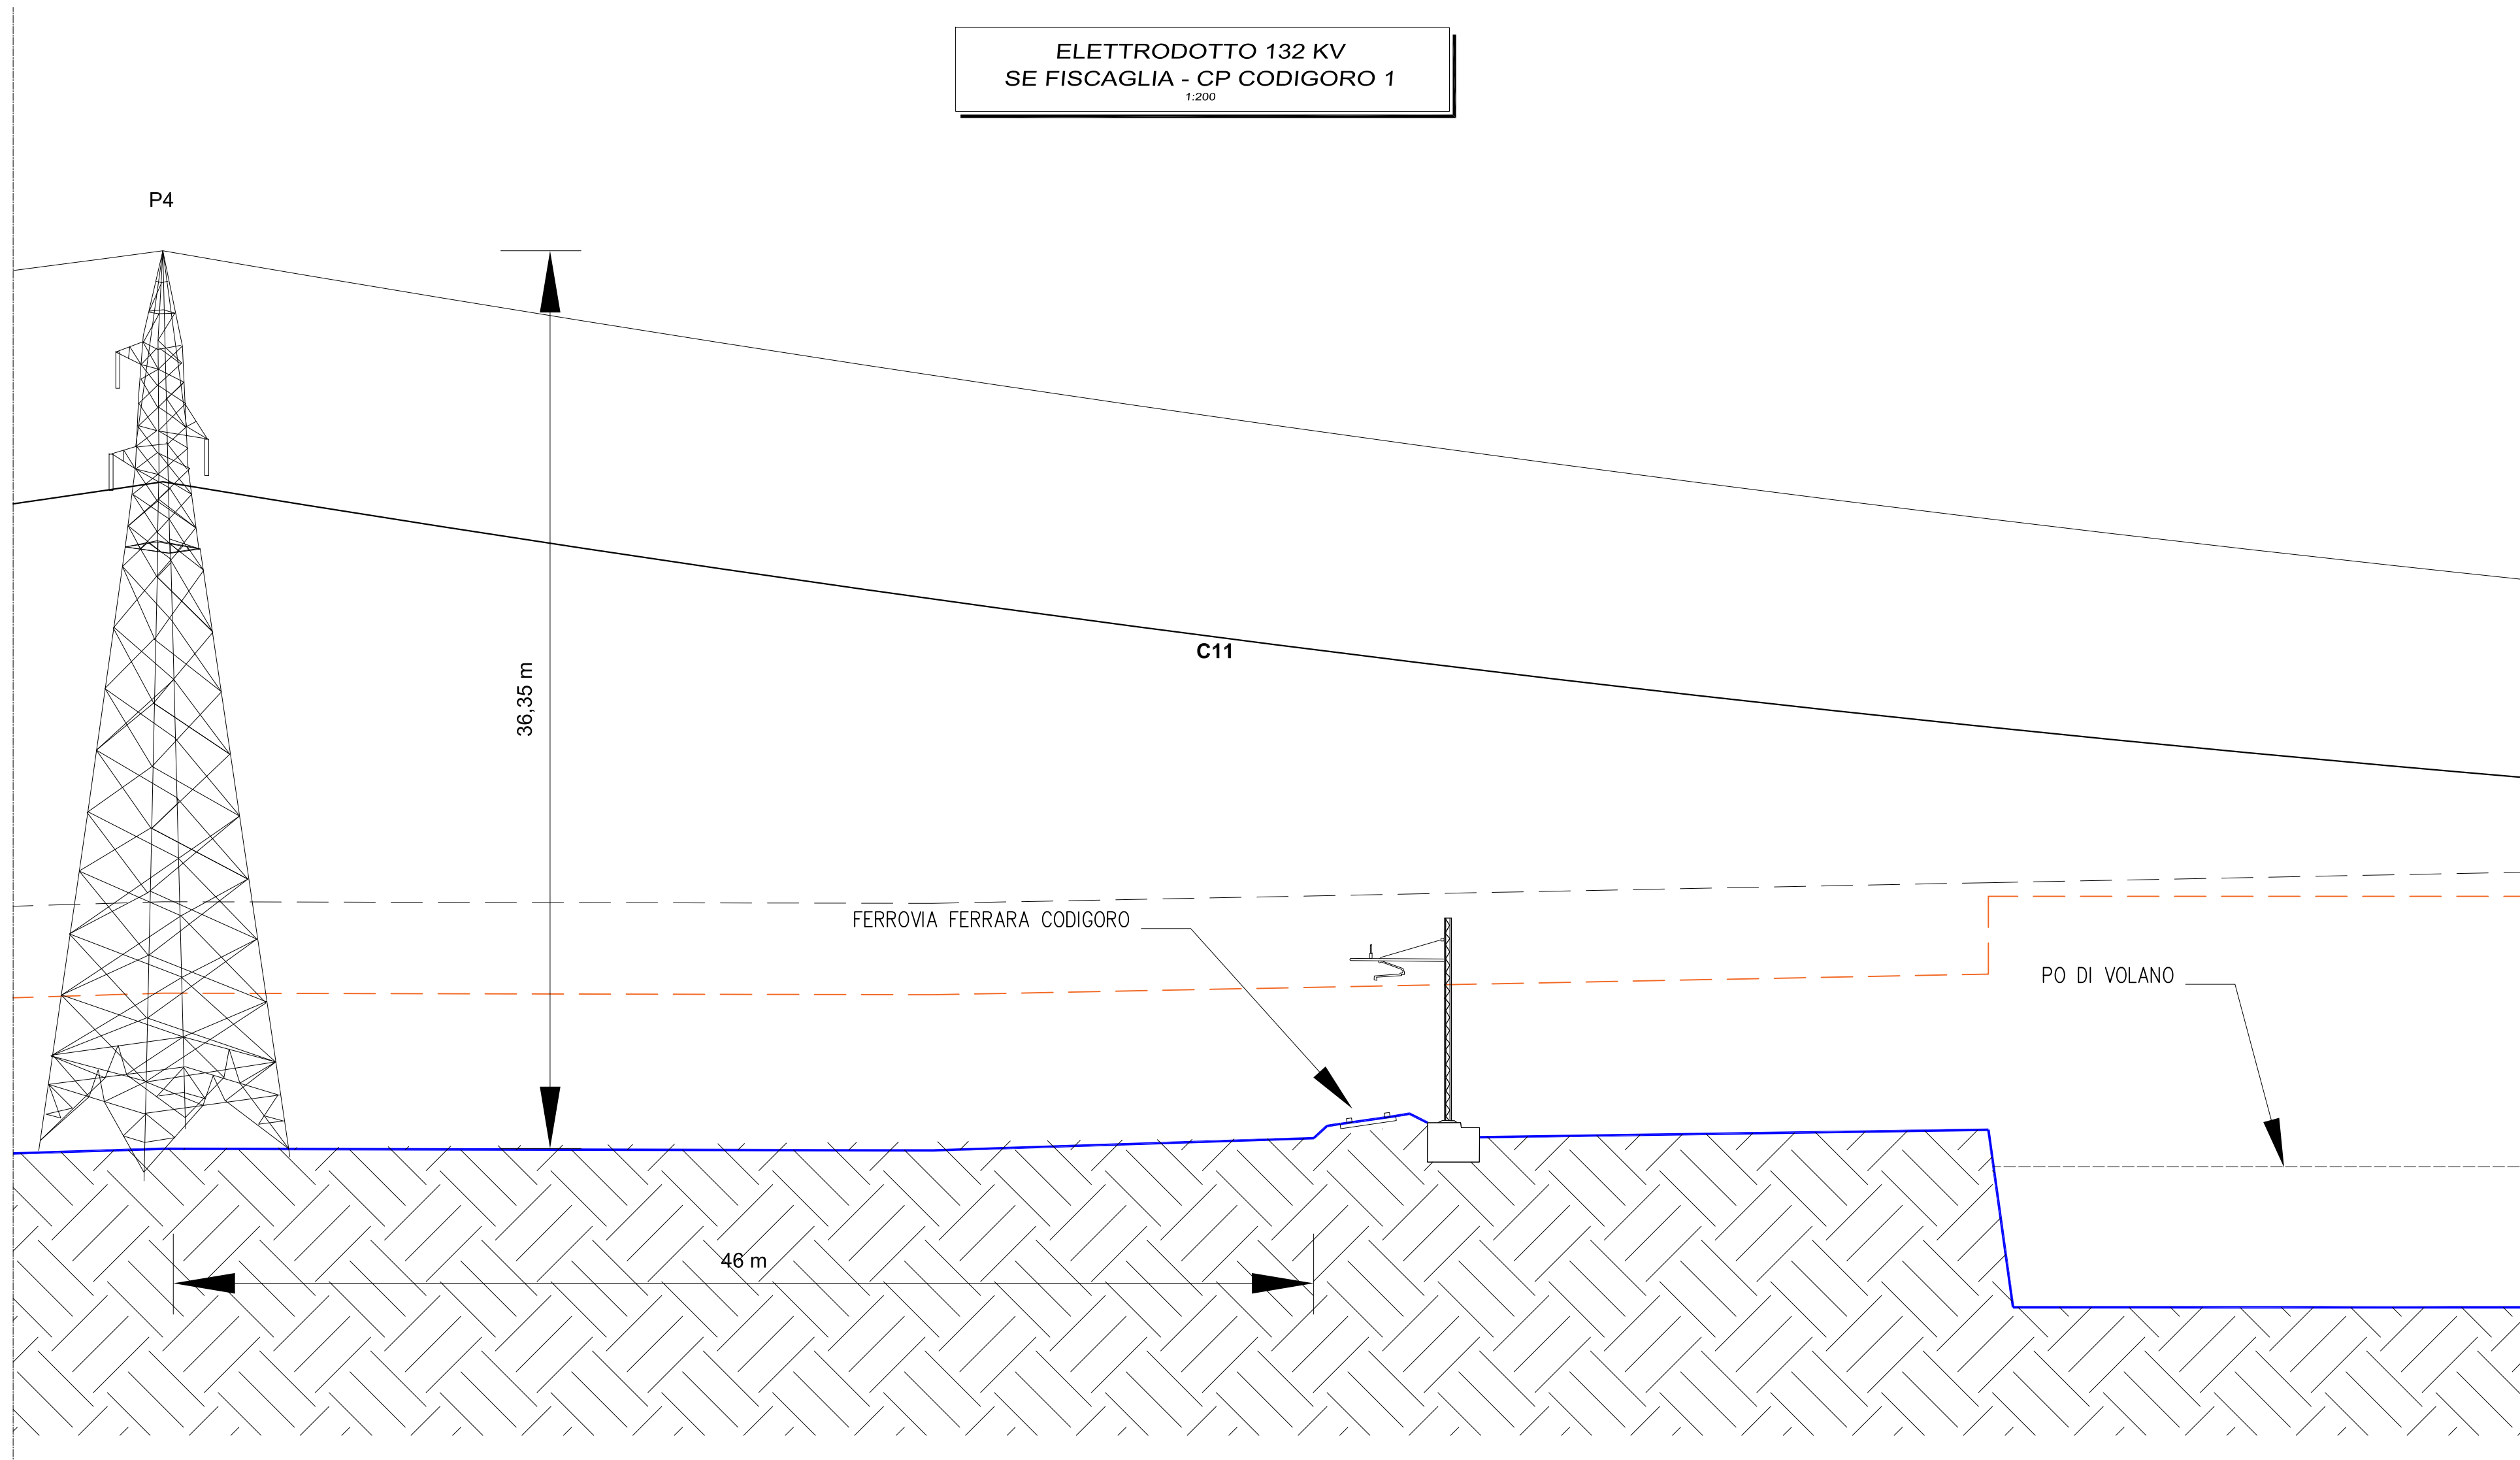 ELETTRODOTTO 132 KV
SE FISCAGLIA - CP CODIGORO 1
1:200
P4
36,35 m
C11
FERROVIA FERRARA CODIGORO
PO DI VOLANO
46 m